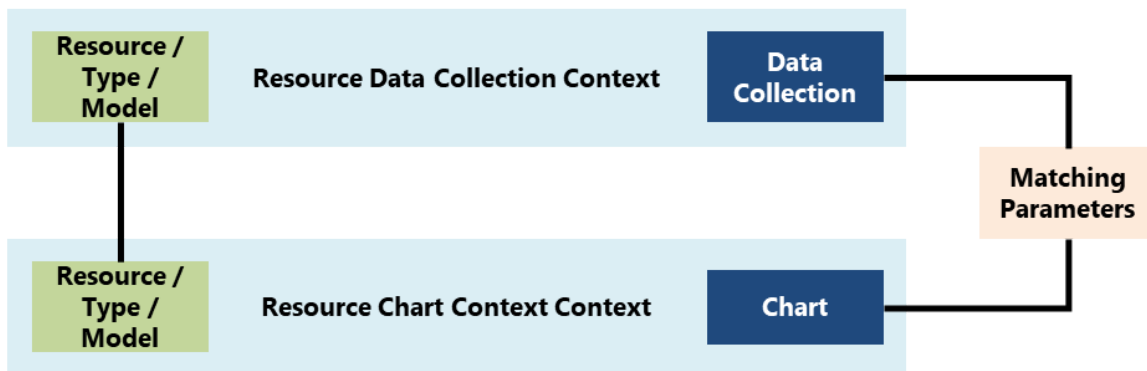 Resource /
Type /
Model
Resource Data Collection Context
Data
Collection
Matching
Parameters
Resource /
Type /
Model
Resource Chart Context Context
Chart